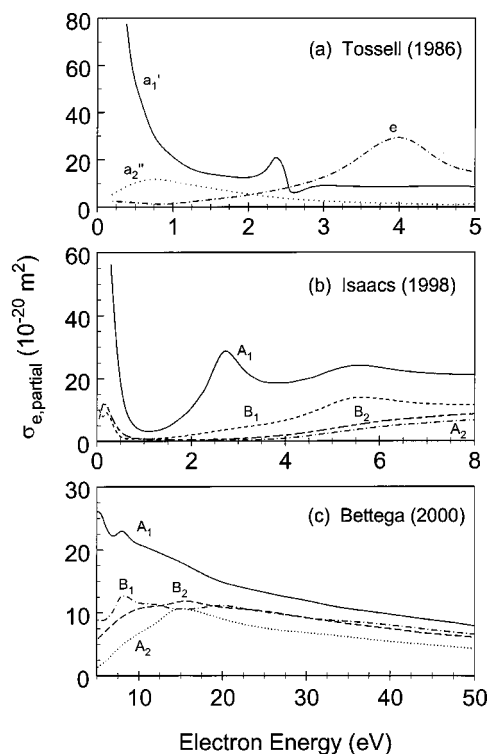 σe,partial (10⁻²⁰ m²)
80
60
40
20
0
(a) Tossell (1986)
a₁'
a₂"
e
0
1
2
3
4
5
60
40
20
0
(b) Isaacs (1998)
A₁
B₁
B₂
A₂
0
2
4
6
8
30
20
10
0
(c) Bettega (2000)
A₁
B₁
B₂
A₂
10
20
30
40
50
Electron Energy (eV)